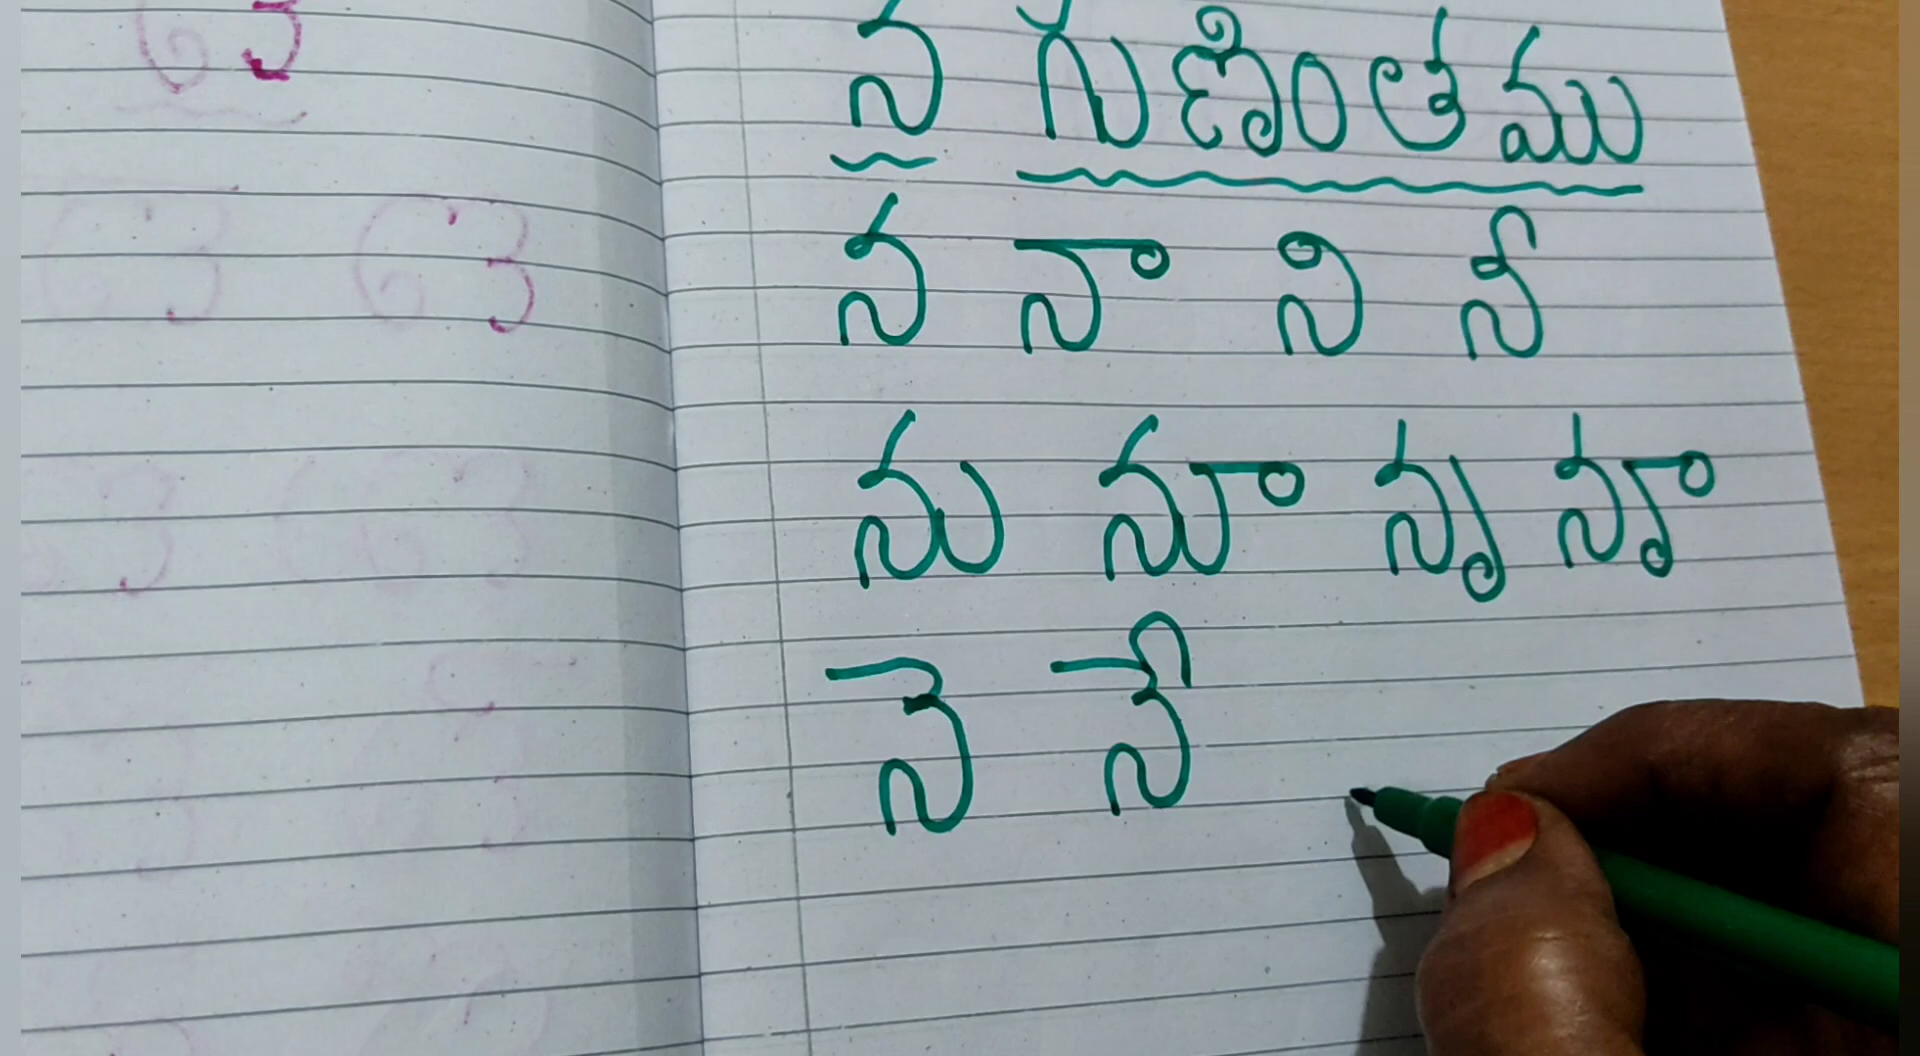 న గుణింతము
న నా ని నీ
ను నూ నృ నౄ
నె నే